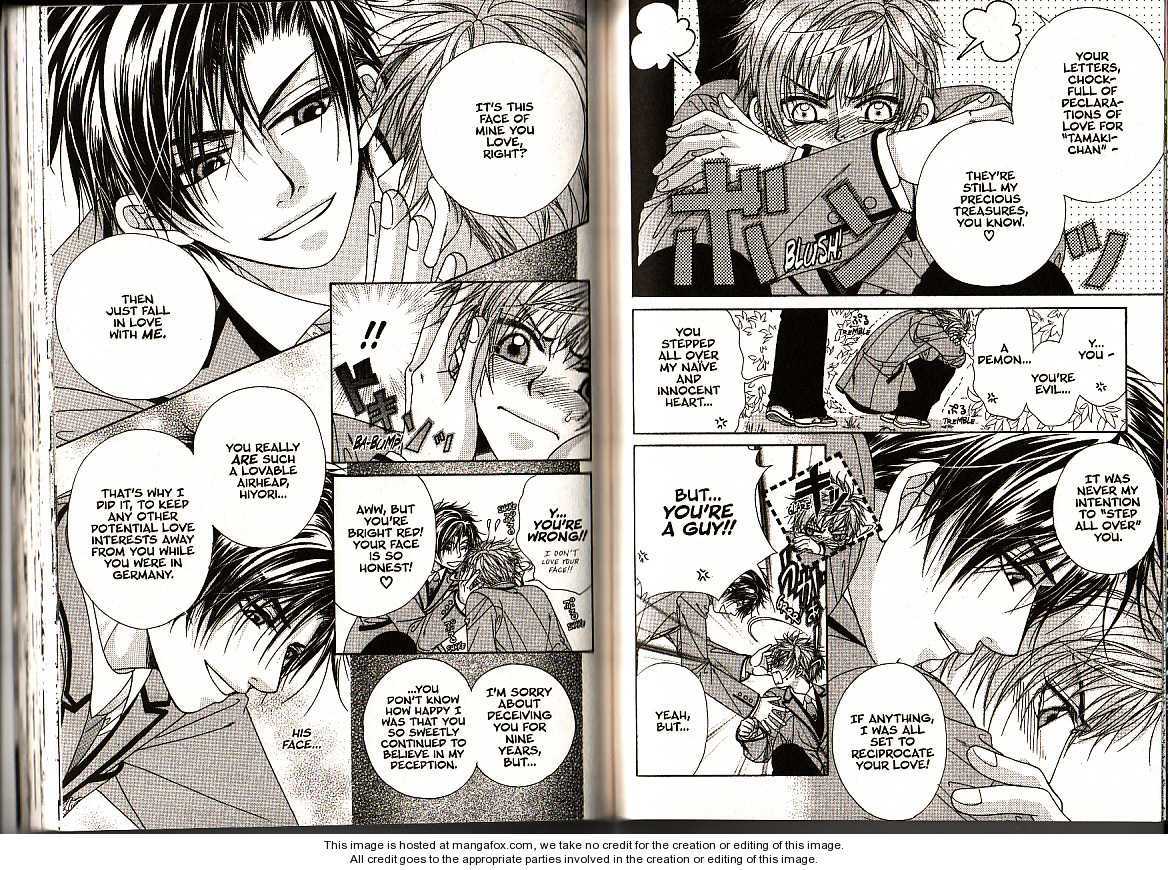 YOUR
LETTERS,
CHOCK-
FULL OF
DECLARA-
TIONS OF
LOVE FOR
"TAMAKI-
CHAN" -
THEY'RE
STILL MY
PRECIOUS
TREASURES,
YOU KNOW.
♡
ボン
ッ
BLUSH!
Y...
YOU -
YOU'RE
EVIL...
A
DEMON...
TREMBLE
TREMBLE
YOU
STEPPED
ALL OVER
MY NAÏVE
AND
INNOCENT
HEART...
IT WAS
NEVER MY
INTENTION
TO "STEP
ALL OVER"
YOU.
IF ANYTHING,
I WAS ALL
SET TO
RECIPROCATE
YOUR LOVE!
BUT...
YOU'RE
A GUY!!
GLARE
YEAH,
BUT...
IT'S THIS
FACE OF
MINE YOU
LOVE,
RIGHT?
THEN
JUST FALL
IN LOVE
WITH ME.
!!
ドキンッ
BA-BUMP
YOU REALLY
ARE SUCH
A LOVABLE
AIRHEAD,
HIYORI...
THAT'S WHY I
DID IT, TO KEEP
ANY OTHER
POTENTIAL LOVE
INTERESTS AWAY
FROM YOU WHILE
YOU WERE IN
GERMANY.
HIS
FACE...
Y...
YOU'RE
WRONG!!
I DON'T
LOVE YOUR
FACE!!
AWW, BUT
YOU'RE
BRIGHT RED!
YOUR FACE
IS SO
HONEST!
♡
I'M SORRY
ABOUT
DECEIVING
YOU FOR
NINE
YEARS,
BUT...
...YOU
DON'T KNOW
HOW HAPPY I
WAS THAT YOU
SO SWEETLY
CONTINUED TO
BELIEVE IN MY
DECEPTION.
This image is hosted at mangafox.com, we take no credit for the creation or editing of this image.
All credit goes to the appropriate parties involved in the creation or editing of this image.